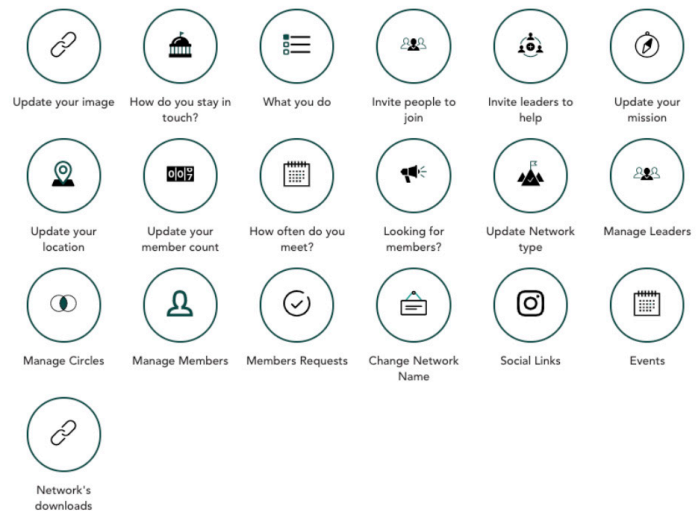 Update your image
How do you stay in
touch?
What you do
Invite people to
join
Invite leaders to
help
Update your
mission
Update your
location
007
Update your
member count
How often do you
meet?
Looking for
members?
Update Network
type
Manage Leaders
Manage Circles
Manage Members
Members Requests
Change Network
Name
Social Links
Events
Network's
downloads